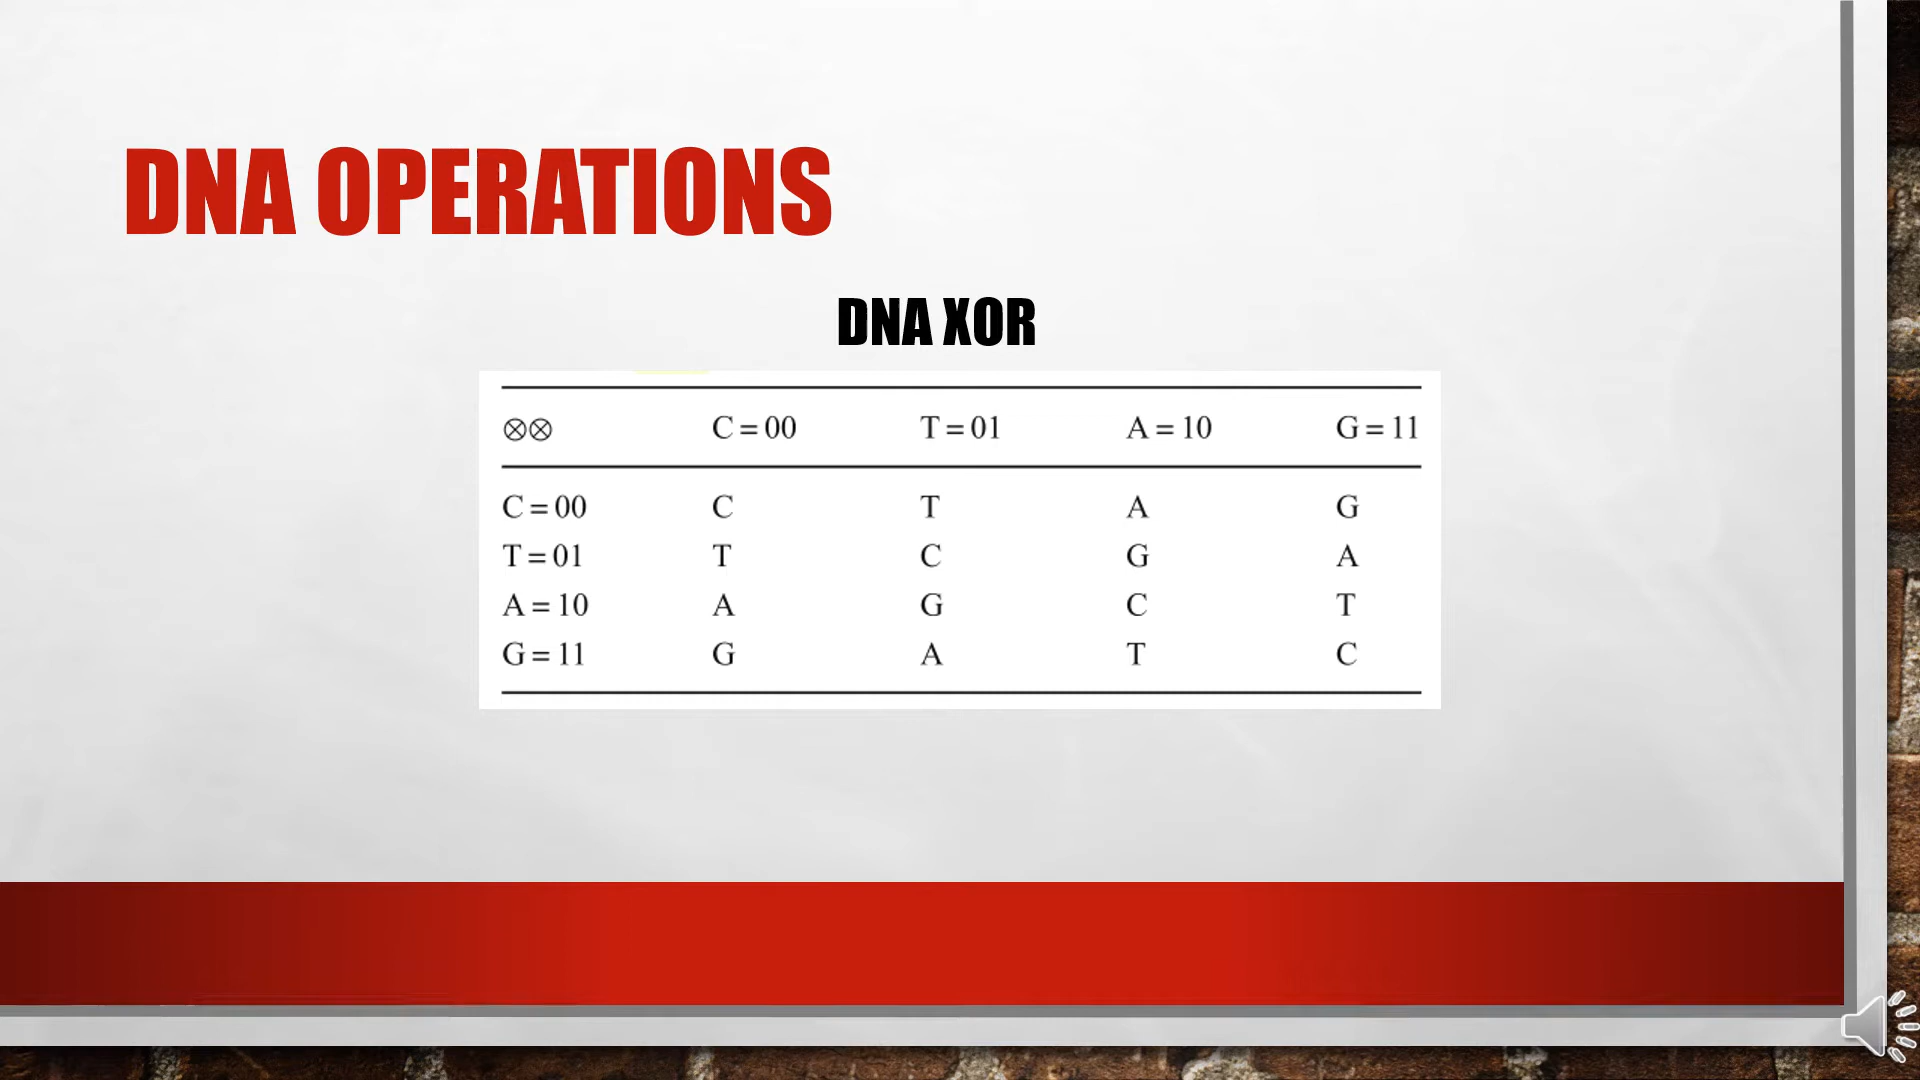 DNA OPERATIONS
DNA XOR
⊗⊗ C = 00 T = 01 A = 10 G = 11
C = 00 C T A G
T = 01 T C G A
A = 10 A G C T
G = 11 G A T C